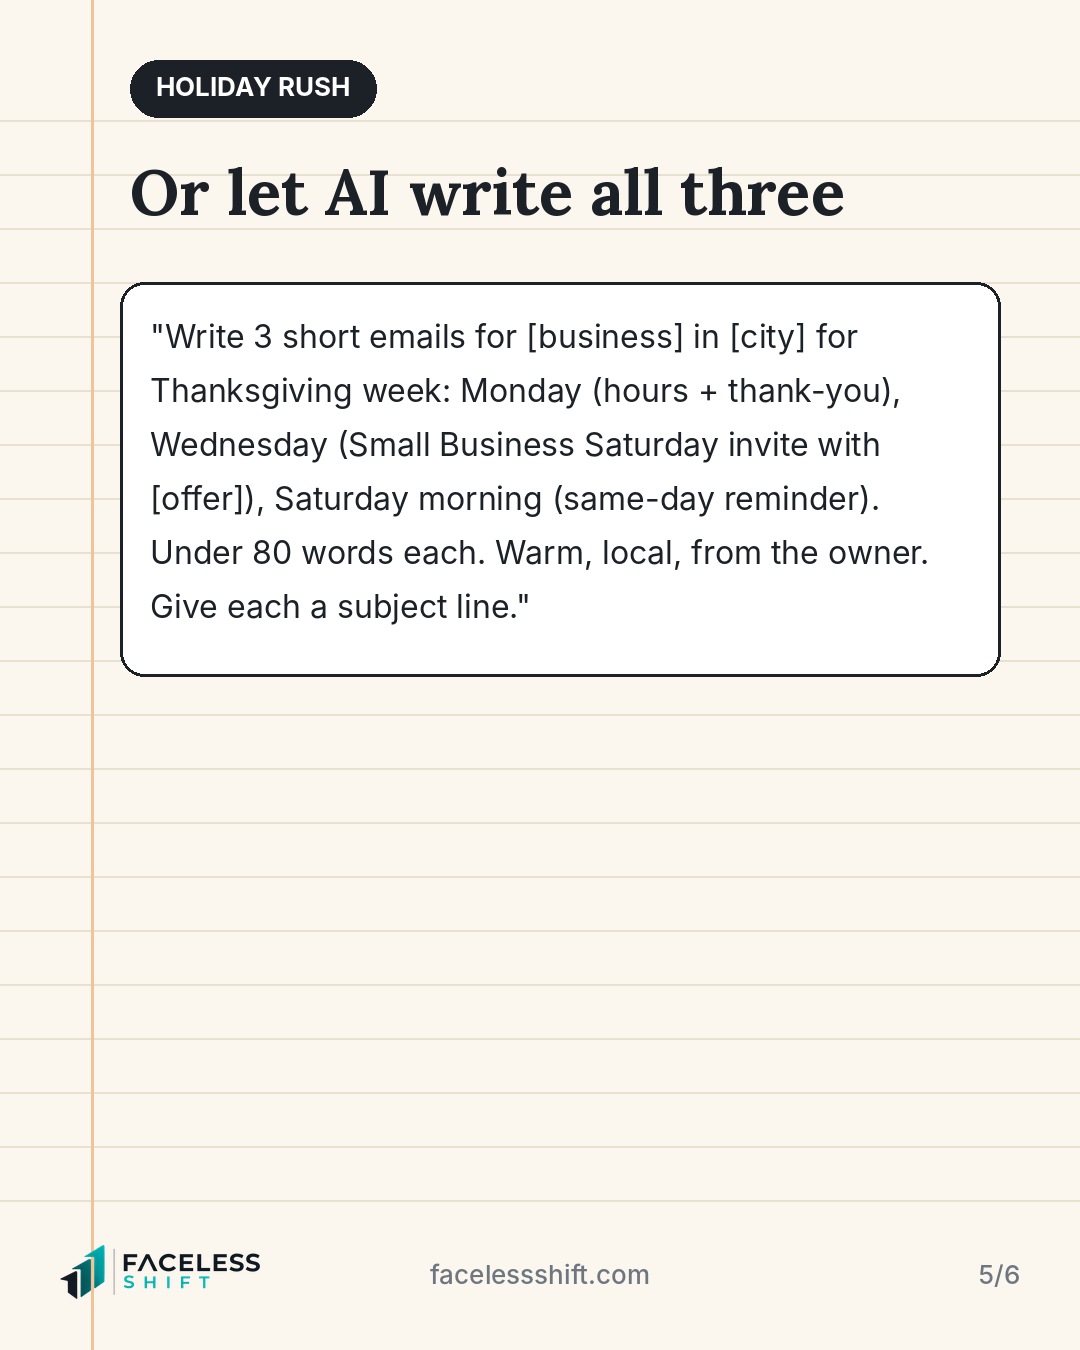 HOLIDAY RUSH
Or let AI write all three
"Write 3 short emails for [business] in [city] for
Thanksgiving week: Monday (hours + thank-you),
Wednesday (Small Business Saturday invite with
[offer]), Saturday morning (same-day reminder).
Under 80 words each. Warm, local, from the owner.
Give each a subject line."
FACELESS
SHIFT
facelessshift.com
5/6